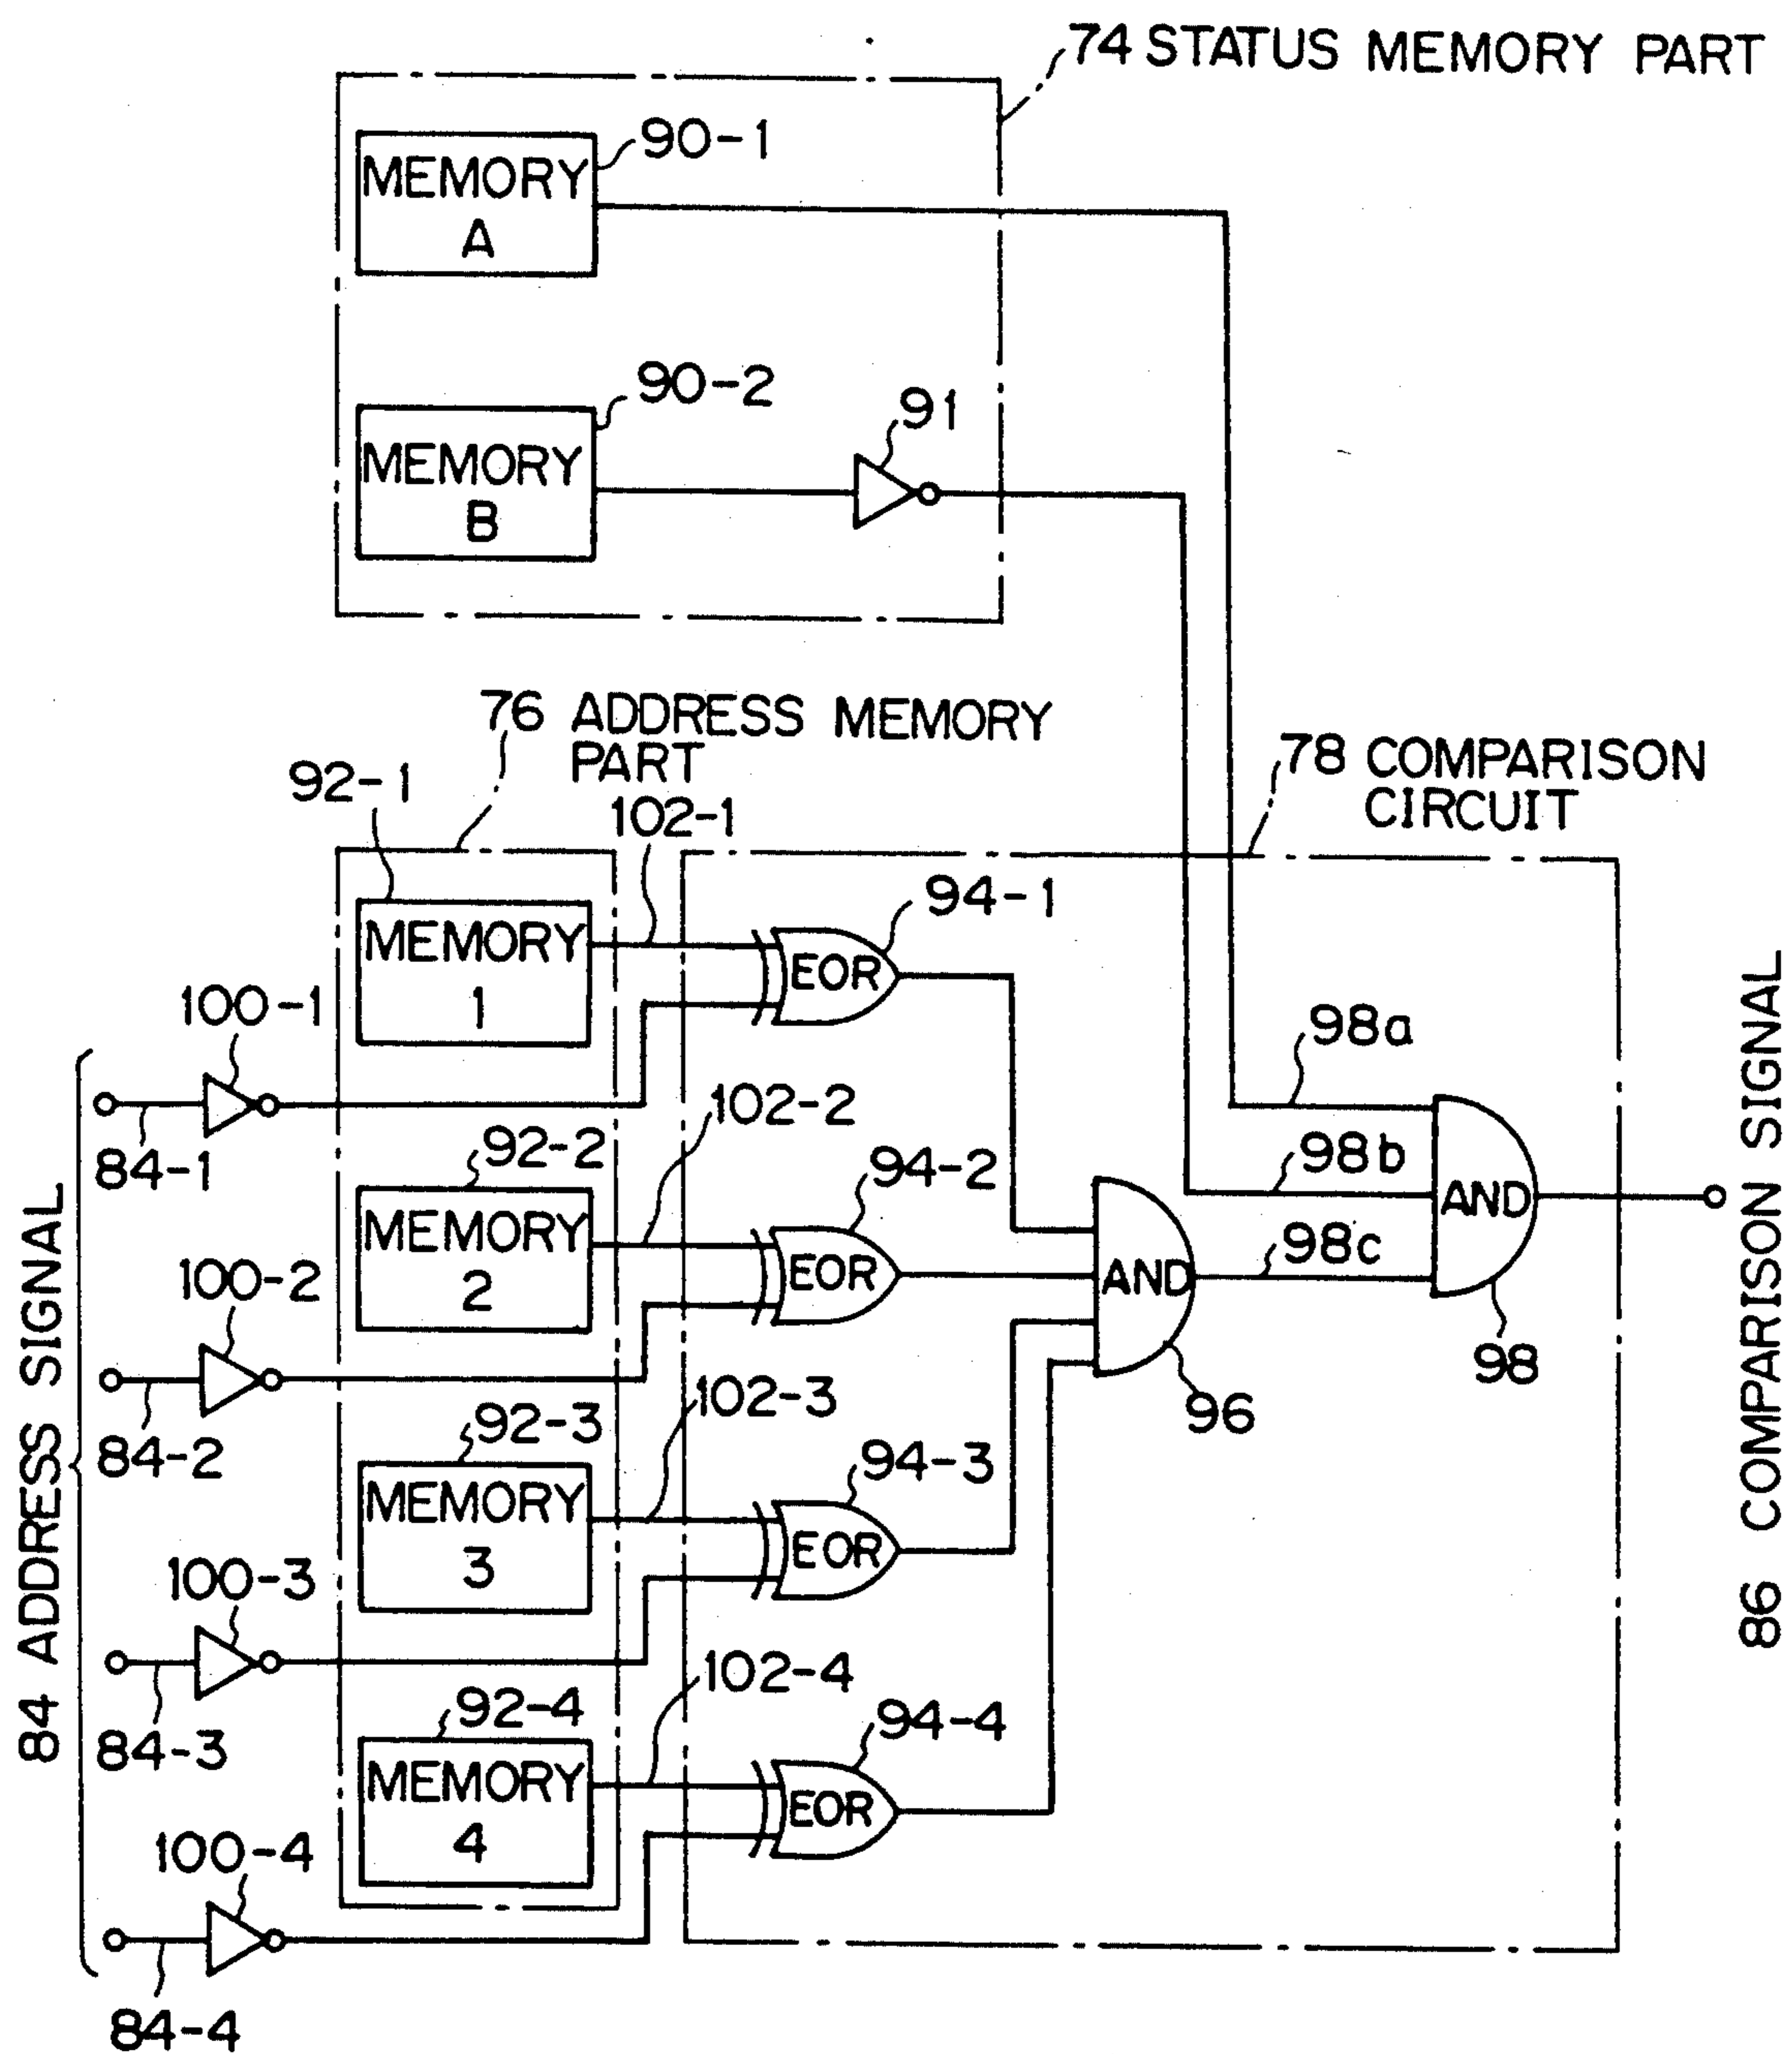 74 STATUS MEMORY PART
90-1
MEMORY
A
90-2
MEMORY
B
91
76 ADDRESS MEMORY
PART
78 COMPARISON
CIRCUIT
92-1
102-1
MEMORY
1
94-1
EOR
100-1
84-1
98a
92-2
102-2
MEMORY
2
94-2
EOR
98b
AND
98c
AND
98
96
100-2
84-2
92-3
102-3
MEMORY
3
94-3
EOR
100-3
84-3
92-4
102-4
MEMORY
4
94-4
EOR
100-4
84-4
84 ADDRESS SIGNAL
86 COMPARISON SIGNAL